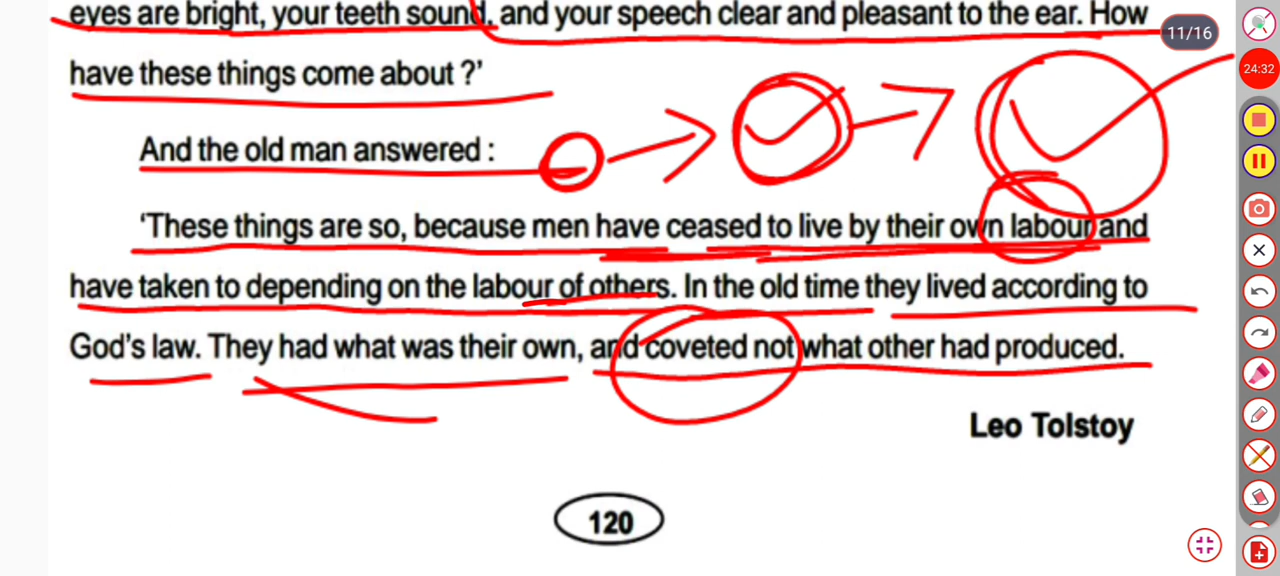 eyes are bright, your teeth sound, and your speech clear and pleasant to the ear. How
11/16
24:32
have these things come about ?’
And the old man answered :
‘These things are so, because men have ceased to live by their own labour and
have taken to depending on the labour of others. In the old time they lived according to
God’s law. They had what was their own, and coveted not what other had produced.
Leo Tolstoy
120